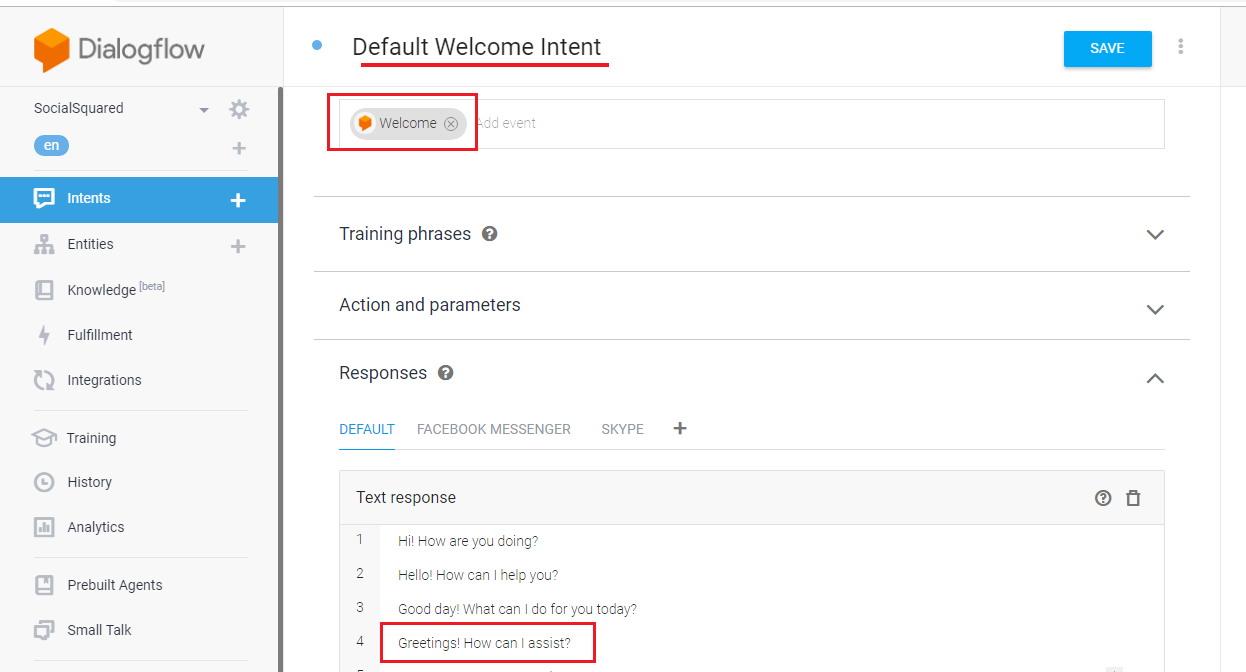 Dialogflow
SocialSquared
en
Intents
Entities
Knowledge [beta]
Fulfillment
Integrations
Training
History
Analytics
Prebuilt Agents
Small Talk
Default Welcome Intent
SAVE
Welcome Add event
Training phrases
Action and parameters
Responses
DEFAULT FACEBOOK MESSENGER SKYPE
Text response
1 Hi! How are you doing?
2 Hello! How can I help you?
3 Good day! What can I do for you today?
4 Greetings! How can I assist?